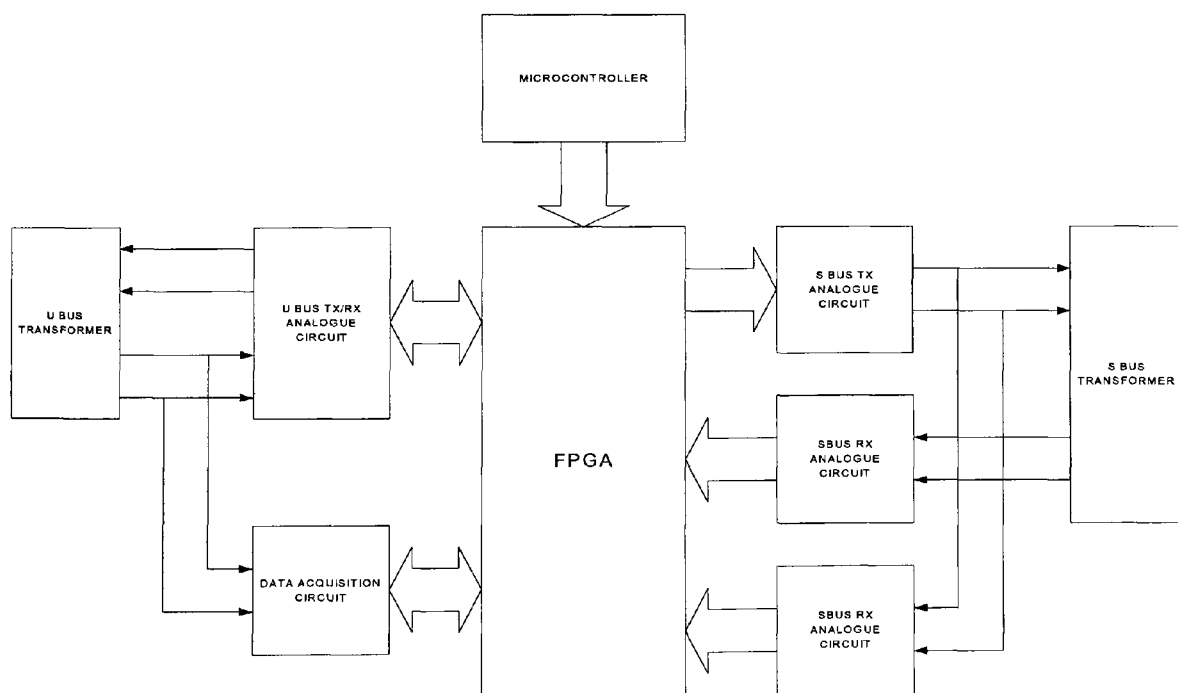 MICROCONTROLLER
U BUS
TRANSFORMER
U BUS TX/RX
ANALOGUE
CIRCUIT
S BUS TX
ANALOGUE
CIRCUIT
S BUS
TRANSFORMER
FPGA
SBUS RX
ANALOGUE
CIRCUIT
DATA ACQUISITION
CIRCUIT
SBUS RX
ANALOGUE
CIRCUIT